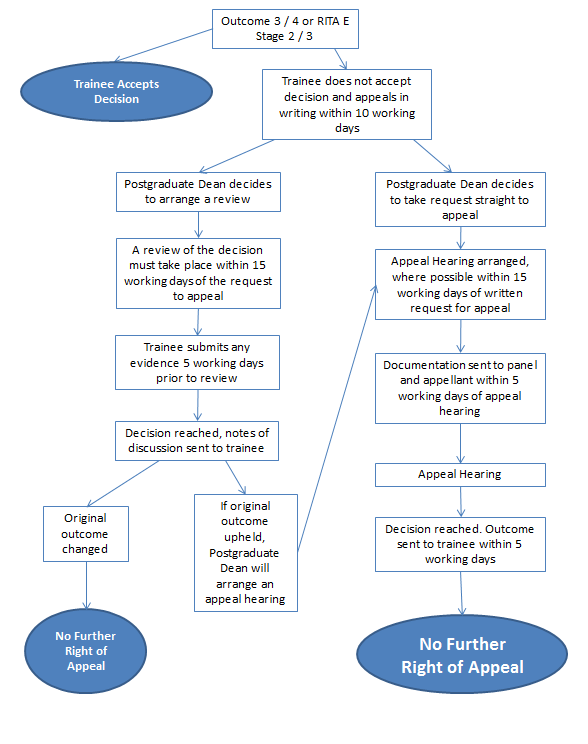 Outcome 3 / 4 or RITA E
Stage 2 / 3
Trainee Accepts
Decision
Trainee does not accept
decision and appeals in
writing within 10 working
days
Postgraduate Dean decides
to arrange a review
A review of the decision
must take place within 15
working days of the request
to appeal
Trainee submits any
evidence 5 working days
prior to review
Decision reached, notes of
discussion sent to trainee
Original
outcome
changed
No Further
Right of
Appeal
If original
outcome
upheld,
Postgraduate
Dean will
arrange an
appeal hearing
Postgraduate Dean decides
to take request straight to
appeal
Appeal Hearing arranged,
where possible within 15
working days of written
request for appeal
Documentation sent to panel
and appellant within 5
working days of appeal
hearing
Appeal Hearing
Decision reached. Outcome
sent to trainee within 5
working days
No Further
Right of Appeal